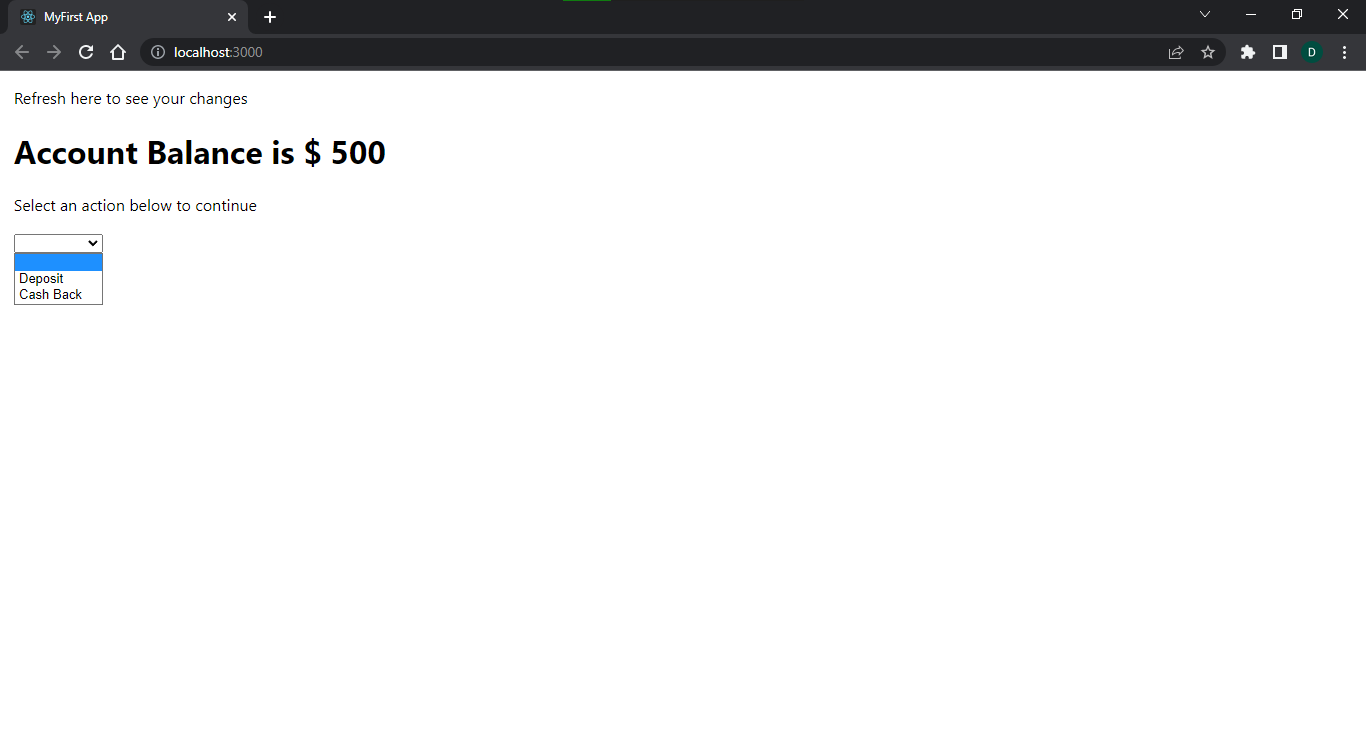 MyFirst App
localhost:3000
D
Refresh here to see your changes
Account Balance is $ 500
Select an action below to continue
Deposit
Cash Back